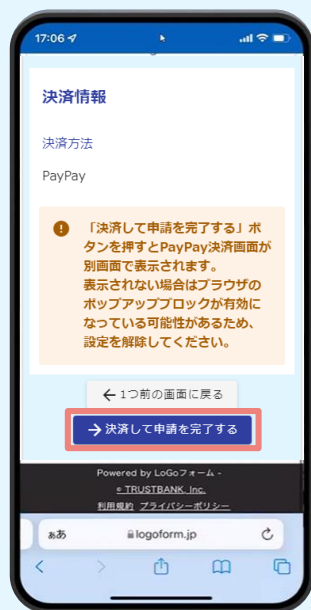 17:06
決済情報
決済方法
PayPay
「決済して申請を完了する」ボ
タンを押すとPayPay決済画面が
別画面で表示されます。
表示されない場合はブラウザの
ポップアップブロックが有効に
なっている可能性があるため、
設定を解除してください。
←1つ前の画面に戻る
→決済して申請を完了する
Powered by LoGoフォーム -
© TRUSTBANK, Inc.
利用規約 プライバシーポリシー
ぁあ logoform.jp